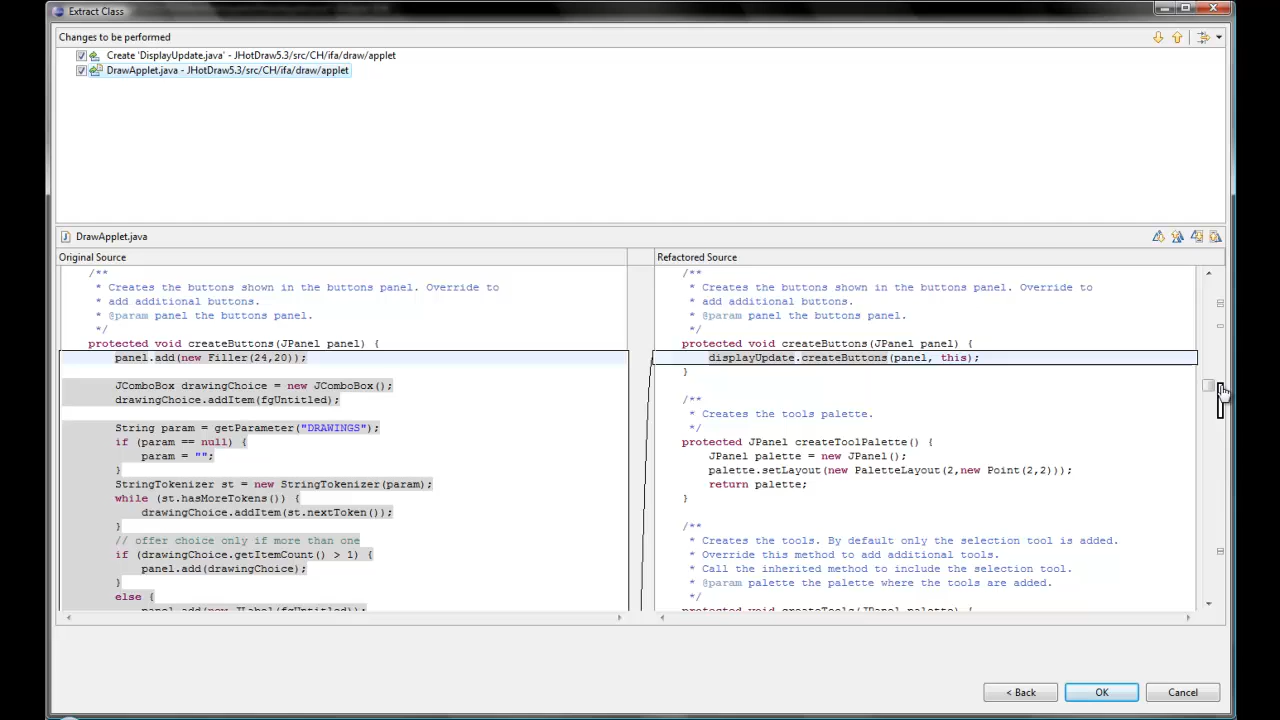 Extract Class
Changes to be performed
Create 'DisplayUpdate.java' - JHotDraw5.3/src/CH/ifa/draw/applet
DrawApplet.java - JHotDraw5.3/src/CH/ifa/draw/applet
DrawApplet.java
Original Source
/**
* Creates the buttons shown in the buttons panel. Override to
* add additional buttons.
* @param panel the buttons panel.
*/
protected void createButtons(JPanel panel) {
panel.add(new Filler(24,20));
JComboBox drawingChoice = new JComboBox();
drawingChoice.addItem(fgUntitled);
String param = getParameter("DRAWINGS");
if (param == null) {
param = "";
}
StringTokenizer st = new StringTokenizer(param);
while (st.hasMoreTokens()) {
drawingChoice.addItem(st.nextToken());
}
// offer choice only if more than one
if (drawingChoice.getItemCount() > 1) {
panel.add(drawingChoice);
}
else {
panel.add(new JLabel(fgUntitled));
Refactored Source
/**
* Creates the buttons shown in the buttons panel. Override to
* add additional buttons.
* @param panel the buttons panel.
*/
protected void createButtons(JPanel panel) {
displayUpdate.createButtons(panel, this);
}
/**
* Creates the tools palette.
*/
protected JPanel createToolPalette() {
JPanel palette = new JPanel();
palette.setLayout(new PaletteLayout(2,new Point(2,2)));
return palette;
}
/**
* Creates the tools. By default only the selection tool is added.
* Override this method to add additional tools.
* Call the inherited method to include the selection tool.
* @param palette the palette where the tools are added.
*/
protected void createTools(JPanel palette) {
< Back
OK
Cancel